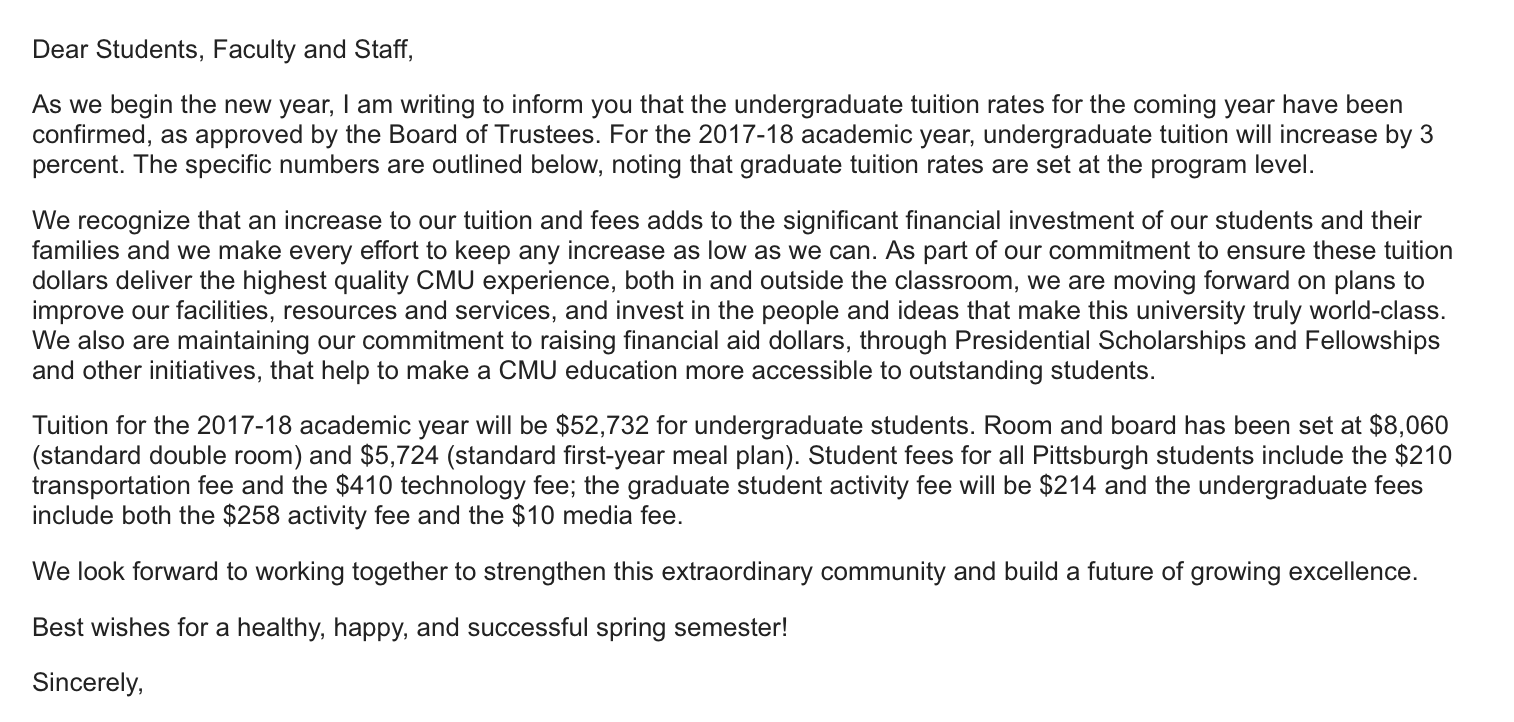 Dear Students, Faculty and Staff,
As we begin the new year, I am writing to inform you that the undergraduate tuition rates for the coming year have been
confirmed, as approved by the Board of Trustees. For the 2017-18 academic year, undergraduate tuition will increase by 3
percent. The specific numbers are outlined below, noting that graduate tuition rates are set at the program level.
We recognize that an increase to our tuition and fees adds to the significant financial investment of our students and their
families and we make every effort to keep any increase as low as we can. As part of our commitment to ensure these tuition
dollars deliver the highest quality CMU experience, both in and outside the classroom, we are moving forward on plans to
improve our facilities, resources and services, and invest in the people and ideas that make this university truly world-class.
We also are maintaining our commitment to raising financial aid dollars, through Presidential Scholarships and Fellowships
and other initiatives, that help to make a CMU education more accessible to outstanding students.
Tuition for the 2017-18 academic year will be $52,732 for undergraduate students. Room and board has been set at $8,060
(standard double room) and $5,724 (standard first-year meal plan). Student fees for all Pittsburgh students include the $210
transportation fee and the $410 technology fee; the graduate student activity fee will be $214 and the undergraduate fees
include both the $258 activity fee and the $10 media fee.
We look forward to working together to strengthen this extraordinary community and build a future of growing excellence.
Best wishes for a healthy, happy, and successful spring semester!
Sincerely,